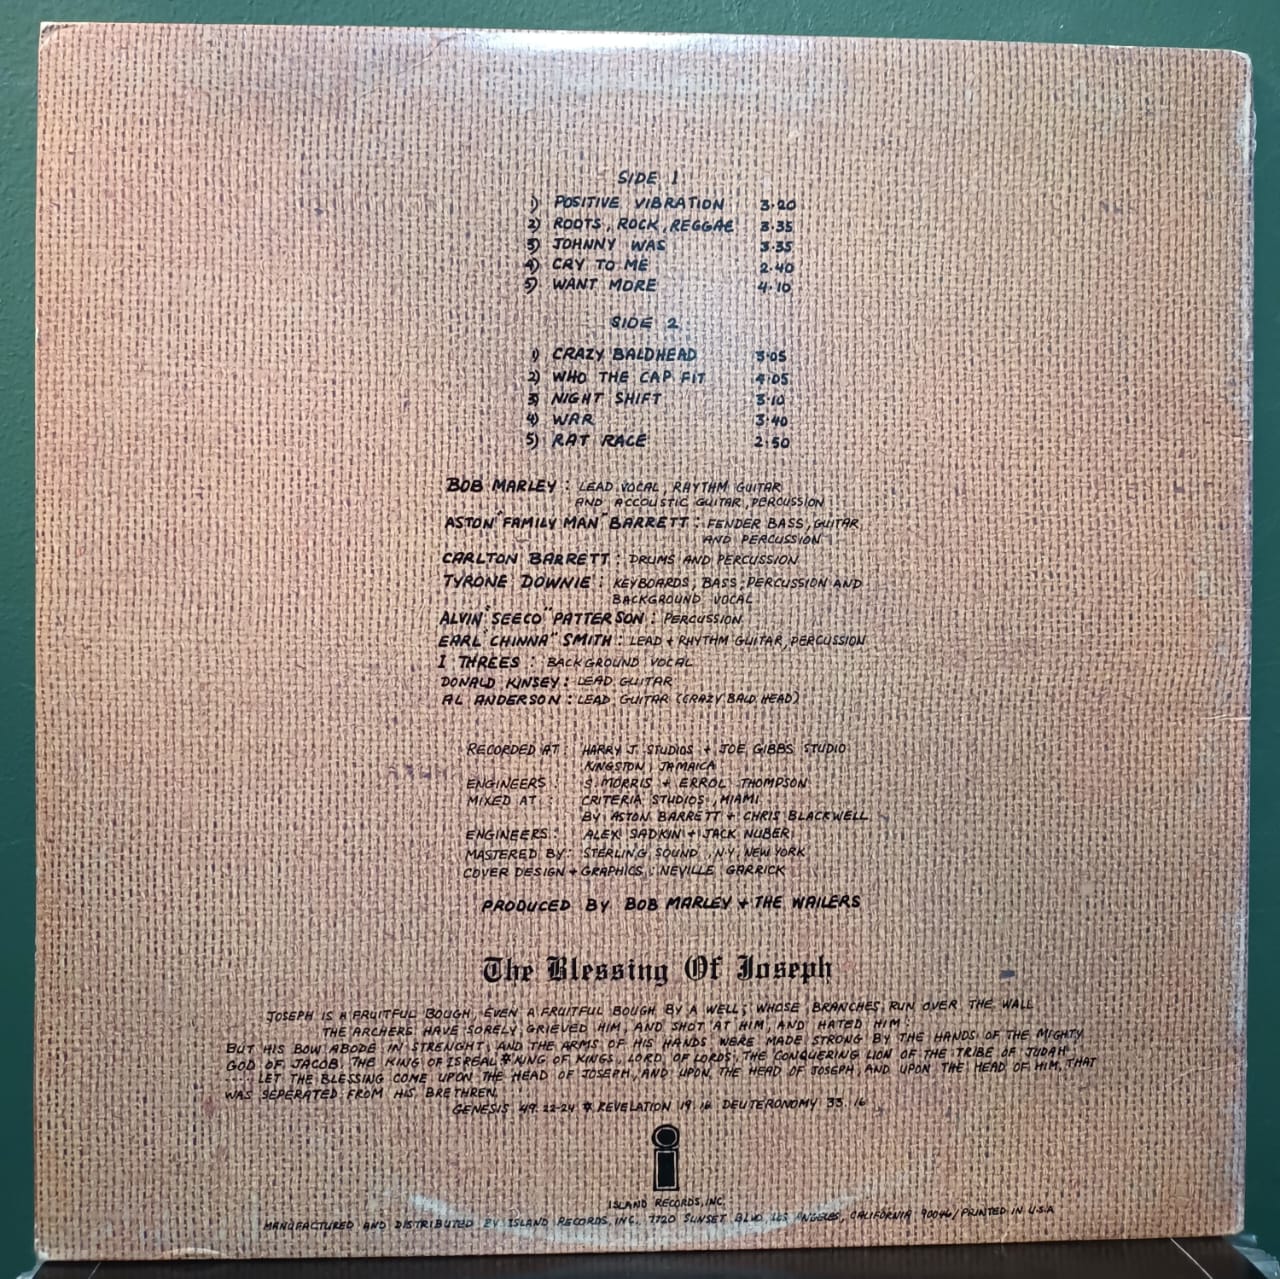 SIDE 1
1) POSITIVE VIBRATION 3·20
2) ROOTS, ROCK, REGGAE 3·35
3) JOHNNY WAS 3·35
4) CRY TO ME 2·40
5) WANT MORE 4·10
SIDE 2
1) CRAZY BALDHEAD 3·05
2) WHO THE CAP FIT 4·05
3) NIGHT SHIFT 3·10
4) WAR 3·40
5) RAT RACE 2·50
BOB MARLEY : LEAD VOCAL, RHYTHM GUITAR
AND ACCOUSTIC GUITAR, PERCUSSION
ASTON "FAMILY MAN" BARRETT : FENDER BASS, GUITAR,
AND PERCUSSION
CARLTON BARRETT : DRUMS AND PERCUSSION
TYRONE DOWNIE : KEYBOARDS, BASS, PERCUSSION AND
BACKGROUND VOCAL
ALVIN "SEECO" PATTERSON : PERCUSSION
EARL "CHINNA" SMITH : LEAD + RHYTHM GUITAR, PERCUSSION
I THREES : BACKGROUND VOCAL
DONALD KINSEY : LEAD GUITAR
AL ANDERSON : LEAD GUITAR (CRAZY BALD HEAD)
RECORDED AT : HARRY J. STUDIOS + JOE GIBBS STUDIO
KINGSTON, JAMAICA
ENGINEERS : S. MORRIS + ERROL THOMPSON
MIXED AT : CRITERIA STUDIOS, MIAMI
BY ASTON BARRETT + CHRIS BLACKWELL
ENGINEERS : ALEX SADKIN + JACK NUBER
MASTERED BY : STERLING SOUND, N.Y. NEW YORK
COVER DESIGN + GRAPHICS : NEVILLE GARRICK
PRODUCED BY BOB MARLEY + THE WAILERS
The Blessing Of Joseph
JOSEPH IS A FRUITFUL BOUGH, EVEN A FRUITFUL BOUGH BY A WELL; WHOSE BRANCHES RUN OVER THE WALL
THE ARCHERS HAVE SORELY GRIEVED HIM, AND SHOT AT HIM, AND HATED HIM :
BUT HIS BOW ABODE IN STRENGHT, AND THE ARMS OF HIS HANDS WERE MADE STRONG BY THE HANDS OF THE MIGHTY
GOD OF JACOB. THE KING OF ISREAL * KING OF KINGS, LORD OF LORDS, THE CONQUERING LION OF THE TRIBE OF JUDAH
..... LET THE BLESSING COME UPON THE HEAD OF JOSEPH, AND UPON THE HEAD OF JOSEPH, AND UPON THE HEAD OF HIM, THAT
WAS SEPERATED FROM HIS BRETHREN.
GENESIS 49. 22-24 * REVELATION 19. 16 DEUTERONOMY 33. 16
i
ISLAND RECORDS, INC.
MANUFACTURED AND DISTRIBUTED BY ISLAND RECORDS, INC. 7720 SUNSET BLVD, LOS ANGELES, CALIFORNIA 90046/PRINTED IN U.S.A